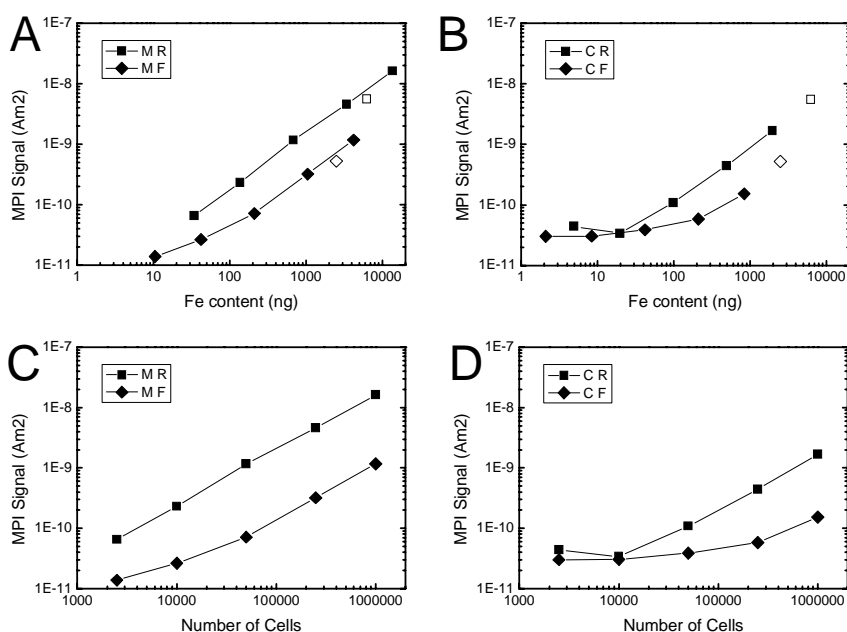 A
M R
M F
1E-7
1E-8
1E-9
1E-10
1E-11
MPI Signal (Am2)
1
10
100
1000
10000
Fe content (ng)
B
C R
C F
1E-7
1E-8
1E-9
1E-10
1E-11
MPI Signal (Am2)
1
10
100
1000
10000
Fe content (ng)
C
M R
M F
1E-7
1E-8
1E-9
1E-10
1E-11
MPI Signal (Am2)
1000
10000
100000
1000000
Number of Cells
D
C R
C F
1E-7
1E-8
1E-9
1E-10
1E-11
MPI Signal (Am2)
1000
10000
100000
1000000
Number of Cells